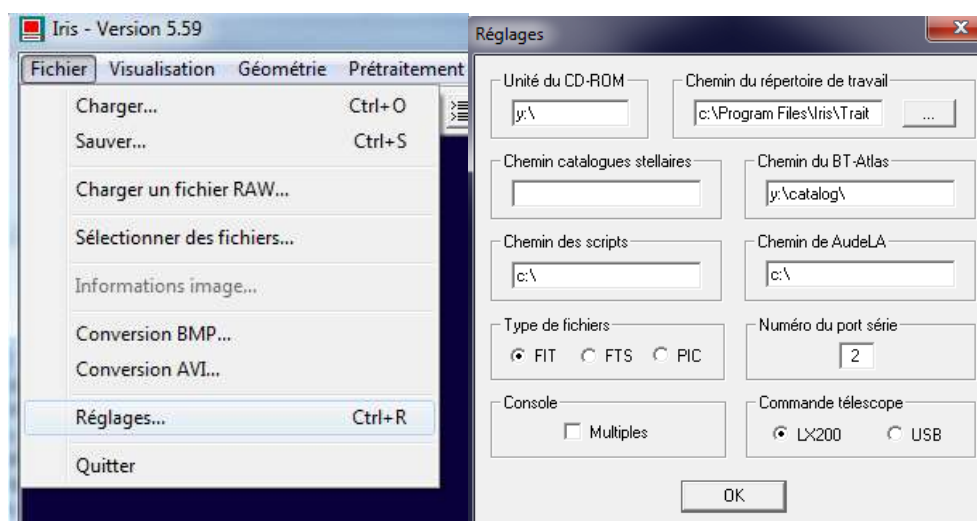 Iris - Version 5.59
Fichier Visualisation Géométrie Prétraitement
Charger... Ctrl+O
Sauver... Ctrl+S
Charger un fichier RAW...
Sélectionner des fichiers...
Informations image...
Conversion BMP...
Conversion AVI...
Réglages... Ctrl+R
Quitter
Réglages
Unité du CD-ROM
y:\
Chemin du répertoire de travail
c:\Program Files\Iris\Trait
...
Chemin catalogues stellaires
Chemin du BT-Atlas
y:\catalog\
Chemin des scripts
c:\
Chemin de AudeLA
c:\
Type de fichiers
FIT FTS PIC
Numéro du port série
2
Console
Multiples
Commande télescope
LX200 USB
OK